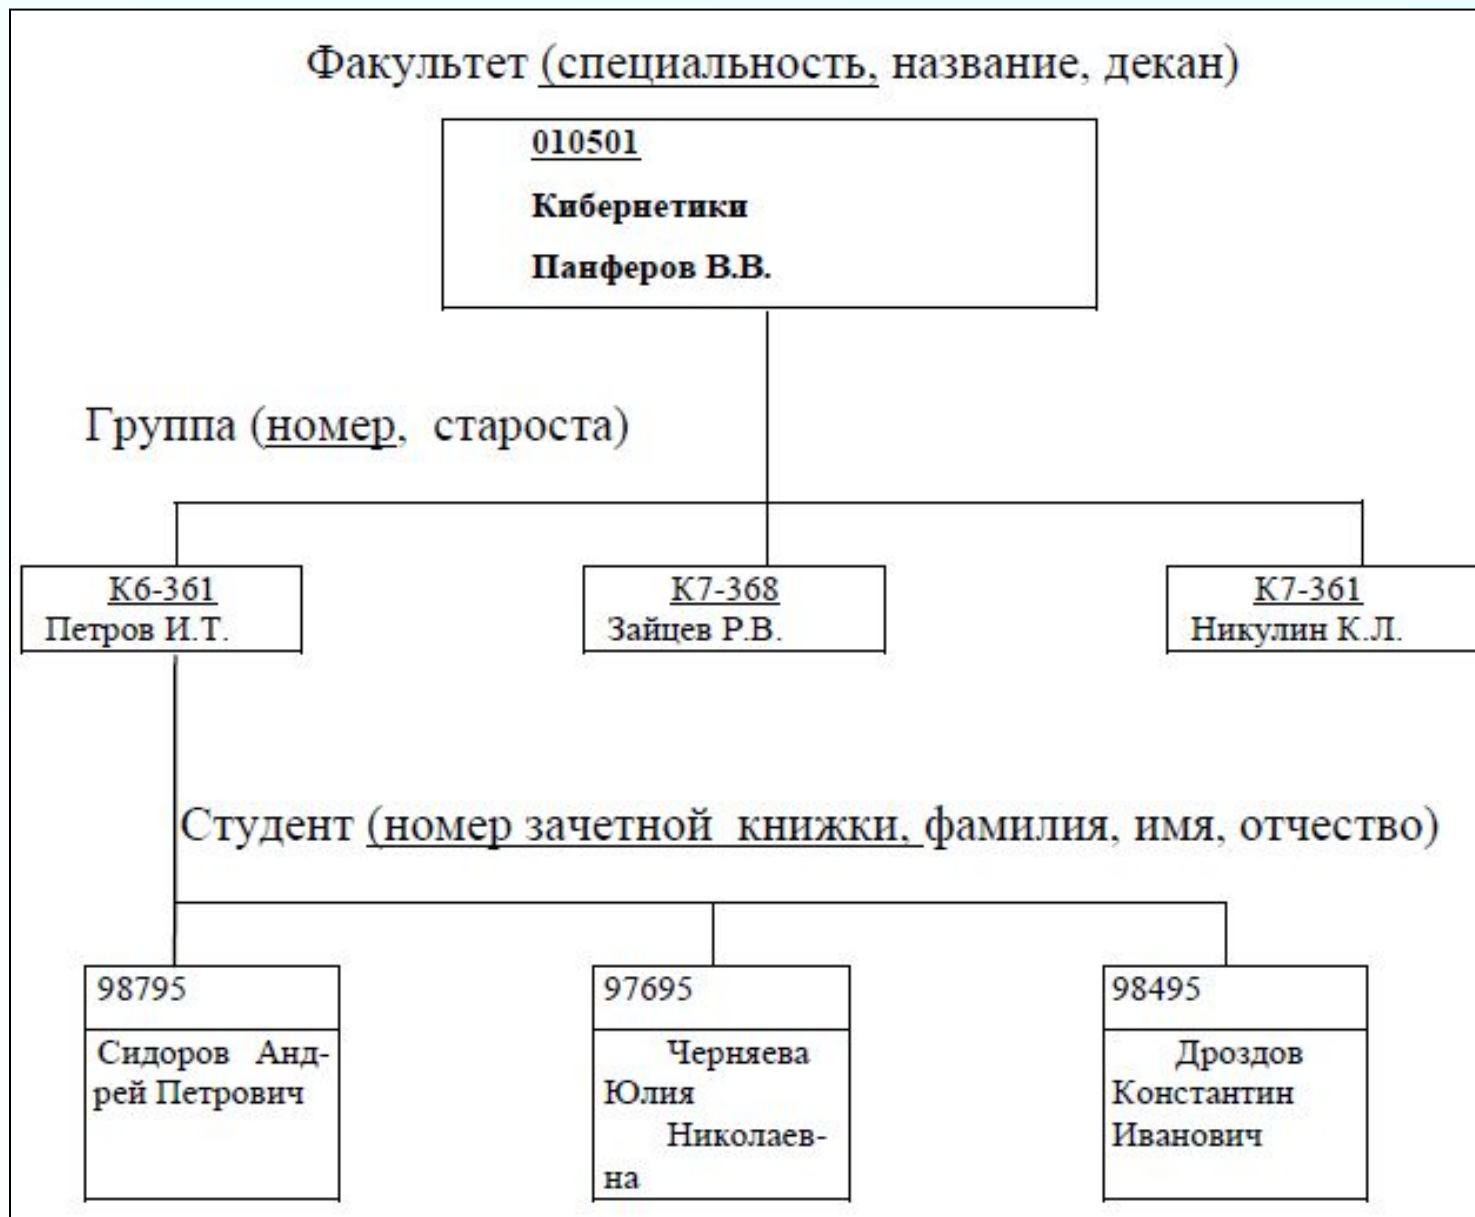 Факультет (специальность, название, декан)
010501
Кибернетики
Панферов В.В.
Группа (номер, староста)
К6-361
Петров И.Т.
К7-368
Зайцев Р.В.
К7-361
Никулин К.Л.
Студент (номер зачетной книжки, фамилия, имя, отчество)
98795
Сидоров Анд-
рей Петрович
97695
Черняева
Юлия
Николаев-
на
98495
Дроздов
Константин
Иванович